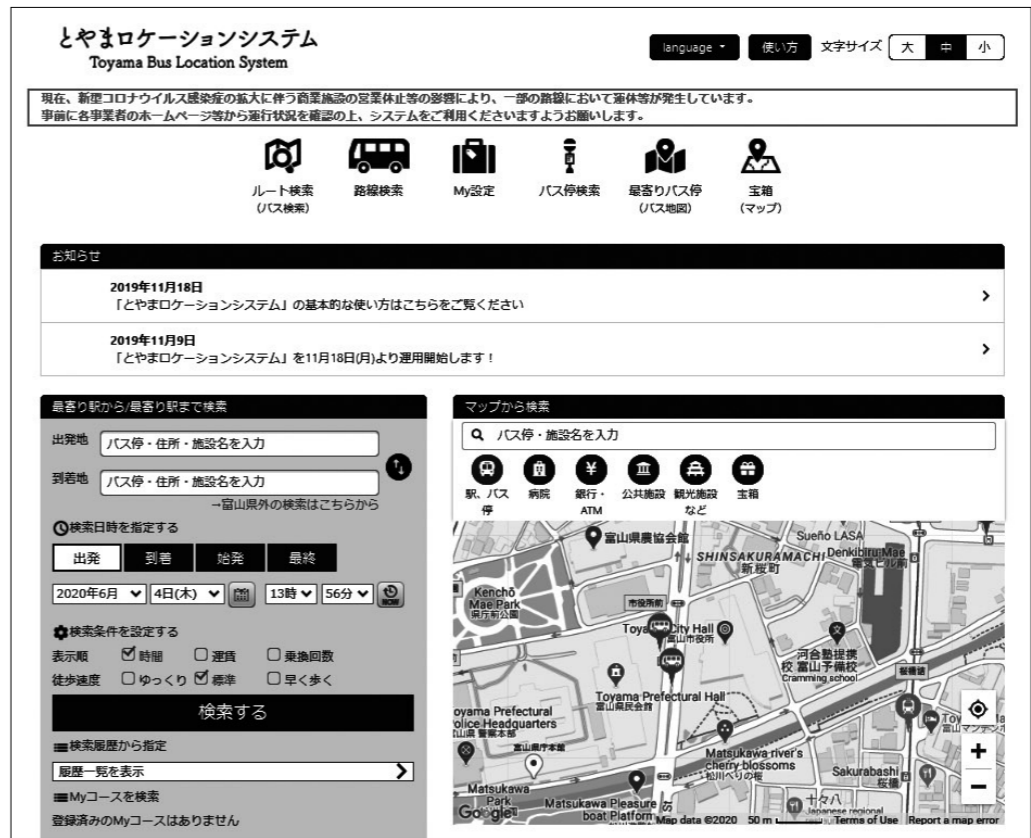 とやまロケーションシステム
Toyama Bus Location System
language
使い方
文字サイズ
大
中
小
現在、新型コロナウイルス感染症の拡大に伴う商業施設の営業休止等の影響により、一部の路線において運休等が発生しています。
事前に各事業者のホームページ等から運行状況を確認の上、システムをご利用くださいますようお願いします。
ルート検索
(バス検索)
路線検索
My設定
バス停検索
最寄りバス停
(バス地図)
宝箱
(マップ)
お知らせ
2019年11月18日
「とやまロケーションシステム」の基本的な使い方はこちらをご覧ください
2019年11月9日
「とやまロケーションシステム」を11月18日(月)より運用開始します！
最寄り駅から/最寄り駅まで検索
出発地
バス停・住所・施設名を入力
到着地
バス停・住所・施設名を入力
→富山県外の検索はこちらから
検索日時を指定する
出発
到着
始発
最終
2020年6月
4日(木)
13時
56分
NOW
検索条件を設定する
表示順
時間
運賃
乗換回数
徒歩速度
ゆっくり
標準
早く歩く
検索する
検索履歴から指定
履歴一覧を表示
Myコースを検索
登録済みのMyコースはありません
マップから検索
バス停・施設名を入力
駅、バス
停
病院
銀行・
ATM
公共施設
観光施設
など
宝箱
富山県農協会館
Sueño LASA
SHINSAKURAMACHI
新桜町
Denkibiru Mae
電気ビル前
Kenchō
Mae Park
県庁前公園
市役所前
Toyama City Hall
富山市役所
河合塾提携
校 富山予備校
Cramming school
桜橋詰
Toyama Prefectural Hall
富山県民会館
oyama Prefectural
olice Headquarters
富山県 警察本部
富山県庁本館
Matsukawa river's
cherry blossoms
松川べりの桜
Sakurabashi
桜橋
富山マンテンホ
Matsukawa
Park
Matsukawa Pleasure
boat Platform
十々八
Japanese regional
Google
Map data ©2020
50 m
Terms of Use
Report a map error